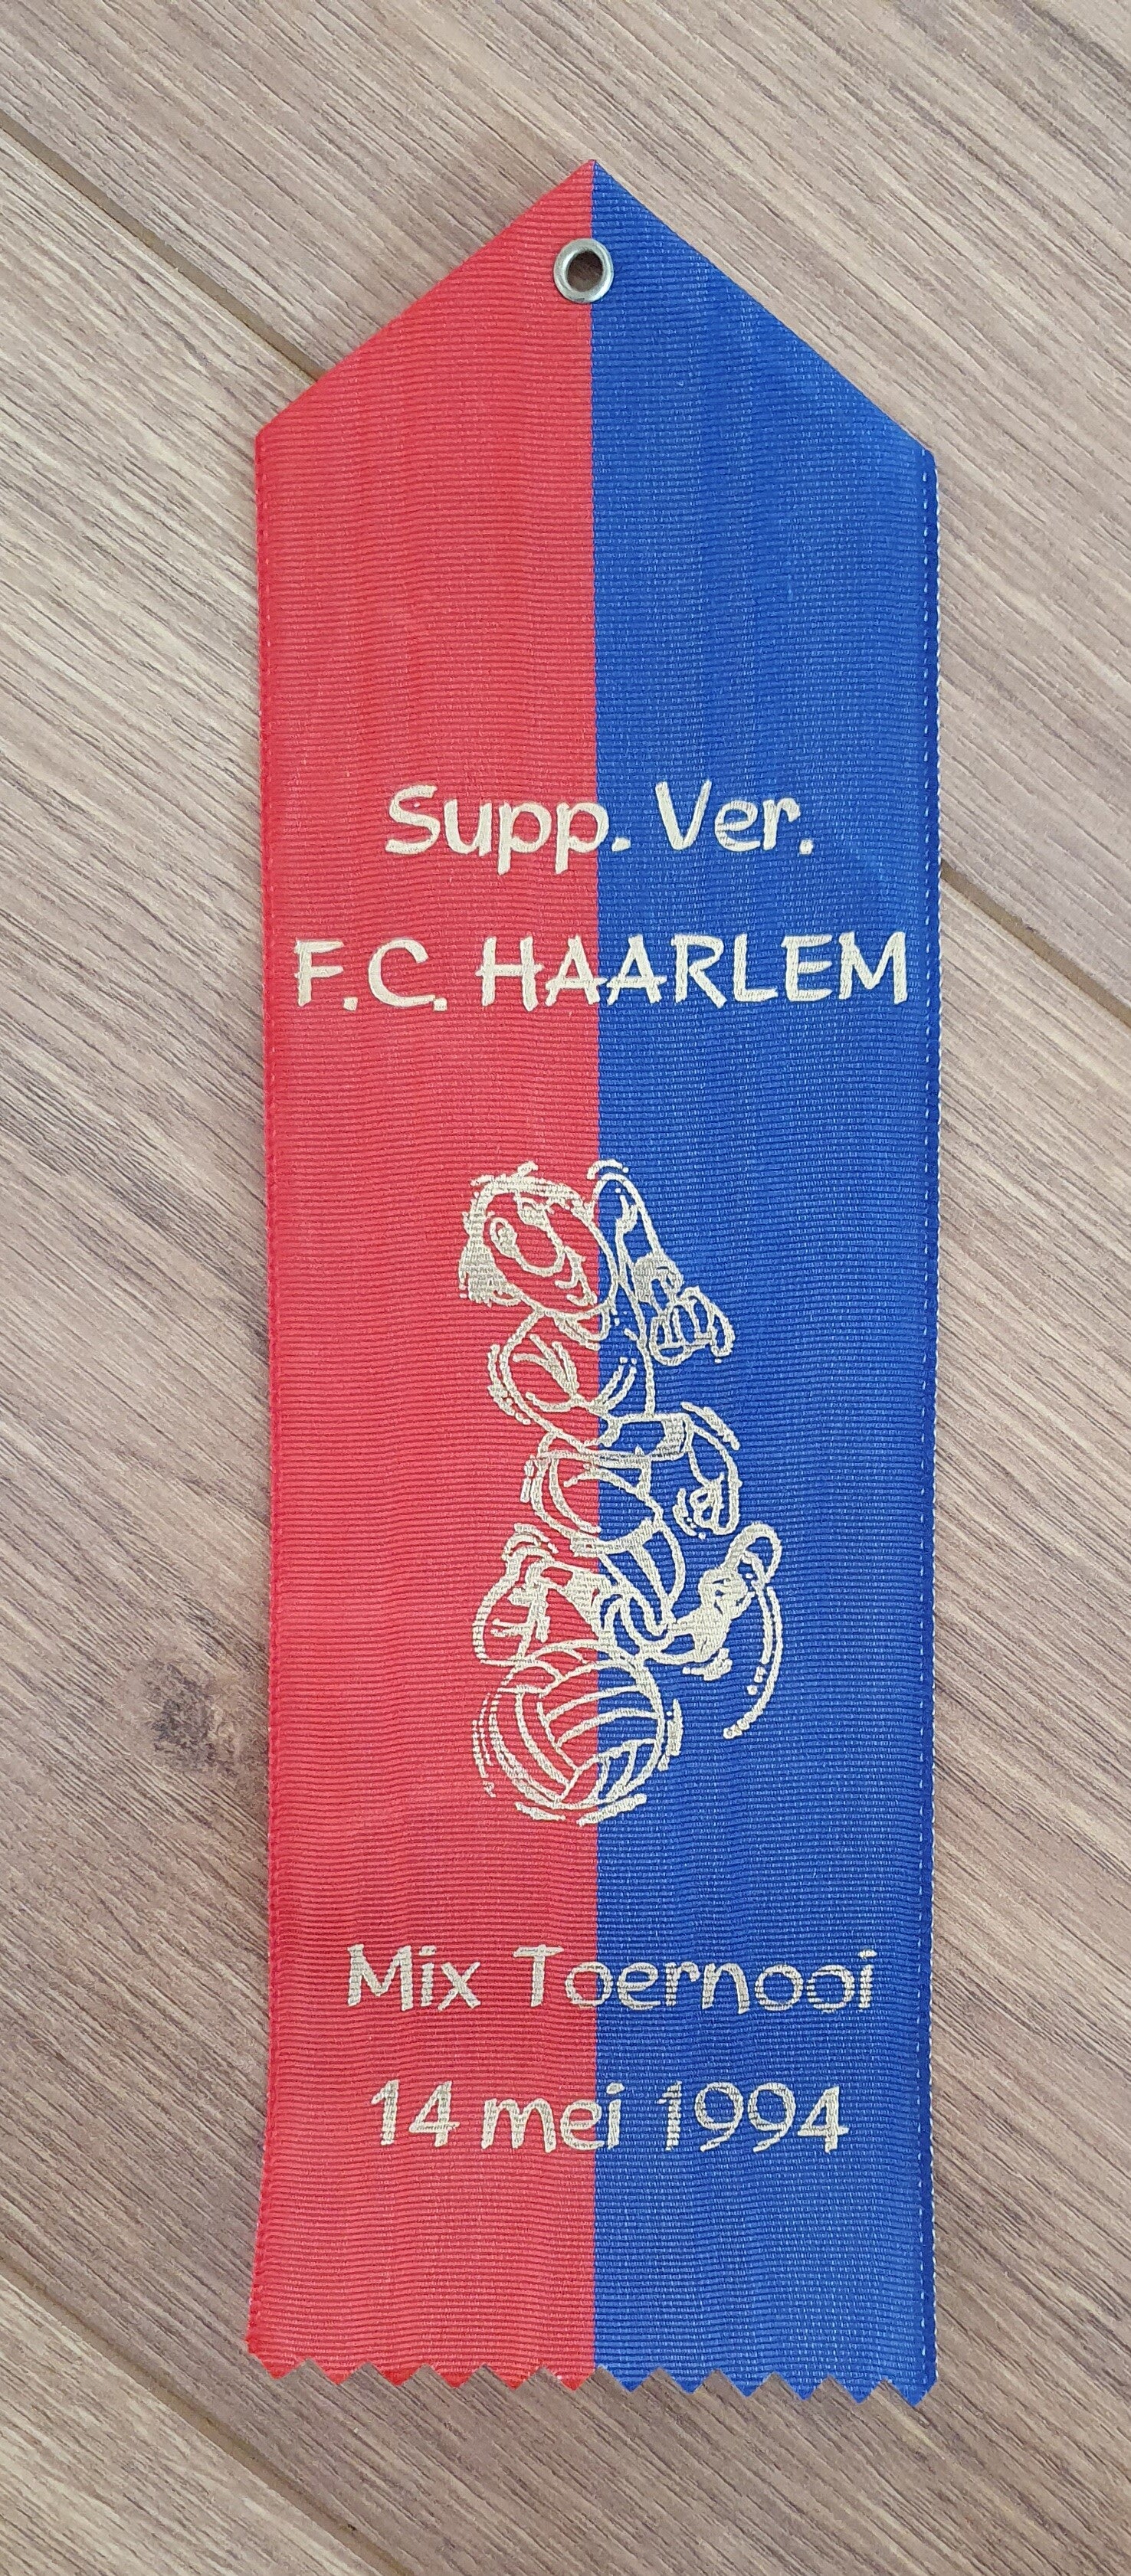 Supp. Ver.
F.C. HAARLEM
Mix Toernooi
14 mei 1994